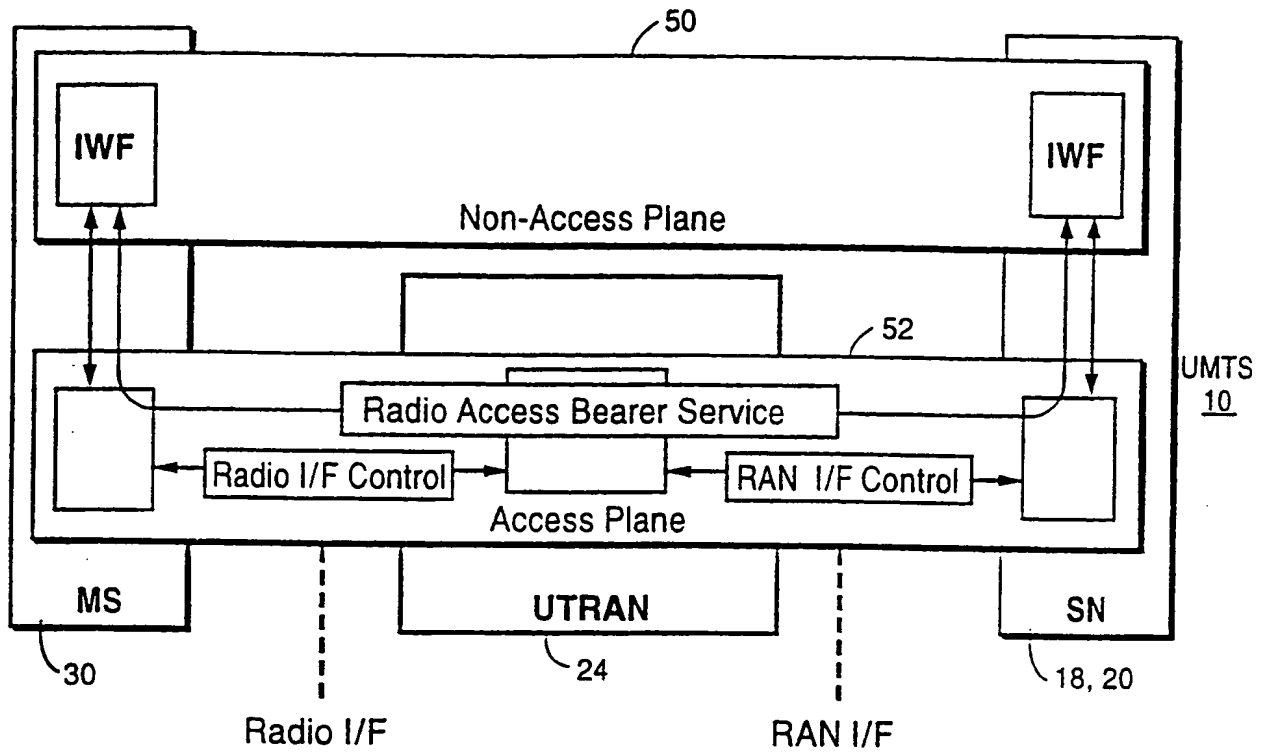 50
IWF
IWF
Non-Access Plane
52
UMTS
10
Radio Access Bearer Service
Radio I/F Control
RAN I/F Control
Access Plane
MS
UTRAN
SN
30
24
18, 20
Radio I/F
RAN I/F